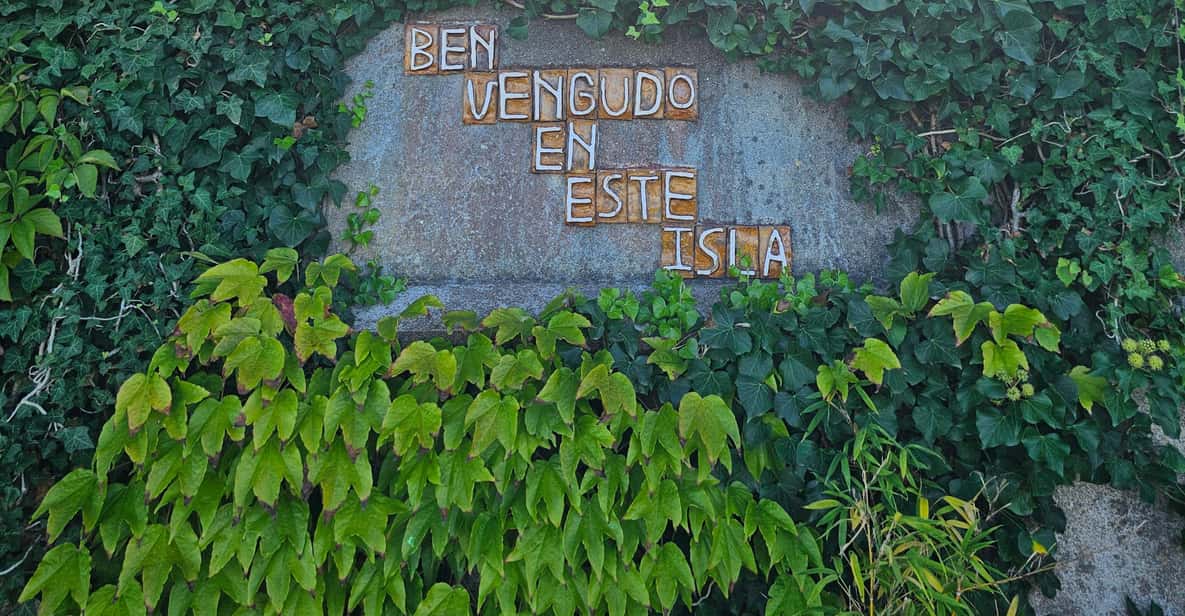 BEN
VENGUDO
EN
ESTE
ISLA